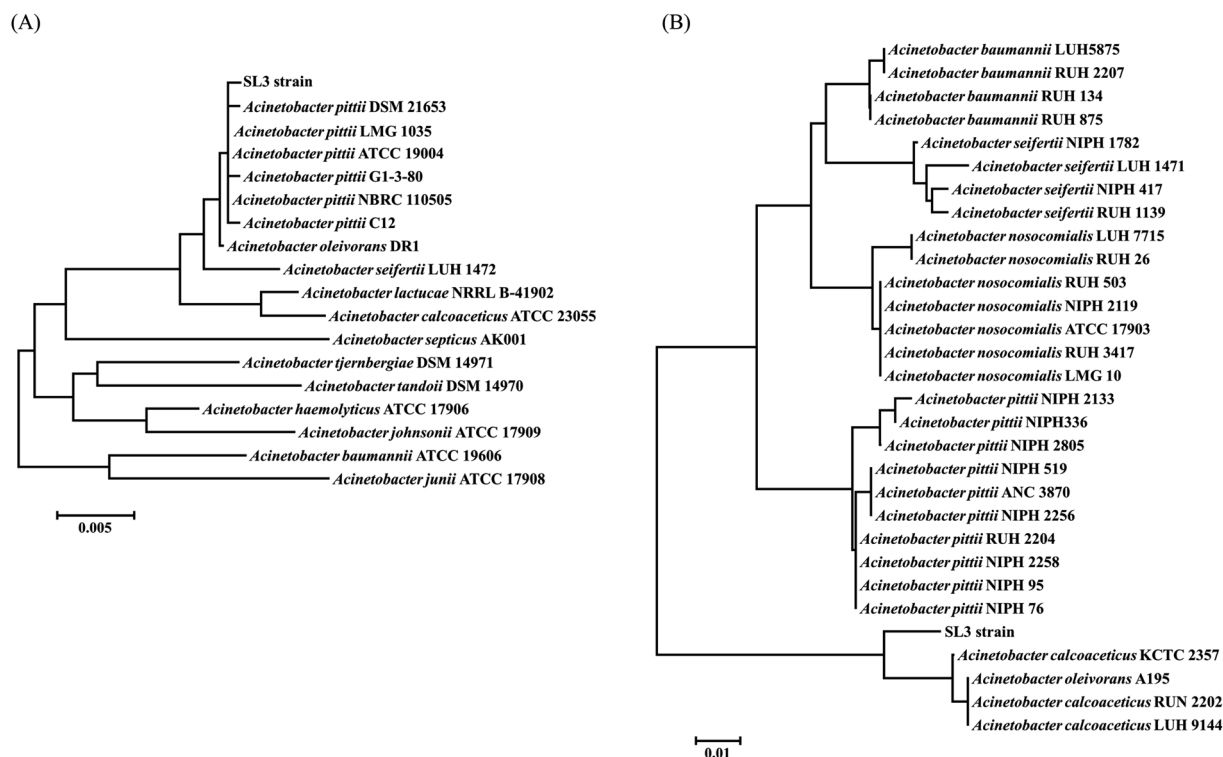 (A)
SL3 strain
Acinetobacter pittii DSM 21653
Acinetobacter pittii LMG 1035
Acinetobacter pittii ATCC 19004
Acinetobacter pittii G1-3-80
Acinetobacter pittii NBRC 110505
Acinetobacter pittii C12
Acinetobacter oleivorans DR1
Acinetobacter seifertii LUH 1472
Acinetobacter lactucae NRRL B-41902
Acinetobacter calcoaceticus ATCC 23055
Acinetobacter septicus AK001
Acinetobacter tjernbergiae DSM 14971
Acinetobacter tandoii DSM 14970
Acinetobacter haemolyticus ATCC 17906
Acinetobacter johnsonii ATCC 17909
Acinetobacter baumannii ATCC 19606
Acinetobacter junii ATCC 17908
0.005
(B)
Acinetobacter baumannii LUH5875
Acinetobacter baumannii RUH 2207
Acinetobacter baumannii RUH 134
Acinetobacter baumannii RUH 875
Acinetobacter seifertii NIPH 1782
Acinetobacter seifertii LUH 1471
Acinetobacter seifertii NIPH 417
Acinetobacter seifertii RUH 1139
Acinetobacter nosocomialis LUH 7715
Acinetobacter nosocomialis RUH 26
Acinetobacter nosocomialis RUH 503
Acinetobacter nosocomialis NIPH 2119
Acinetobacter nosocomialis ATCC 17903
Acinetobacter nosocomialis RUH 3417
Acinetobacter nosocomialis LMG 10
Acinetobacter pittii NIPH 2133
Acinetobacter pittii NIPH336
Acinetobacter pittii NIPH 2805
Acinetobacter pittii NIPH 519
Acinetobacter pittii ANC 3870
Acinetobacter pittii NIPH 2256
Acinetobacter pittii RUH 2204
Acinetobacter pittii NIPH 2258
Acinetobacter pittii NIPH 95
Acinetobacter pittii NIPH 76
SL3 strain
Acinetobacter calcoaceticus KCTC 2357
Acinetobacter oleivorans A195
Acinetobacter calcoaceticus RUN 2202
Acinetobacter calcoaceticus LUH 9144
0.01